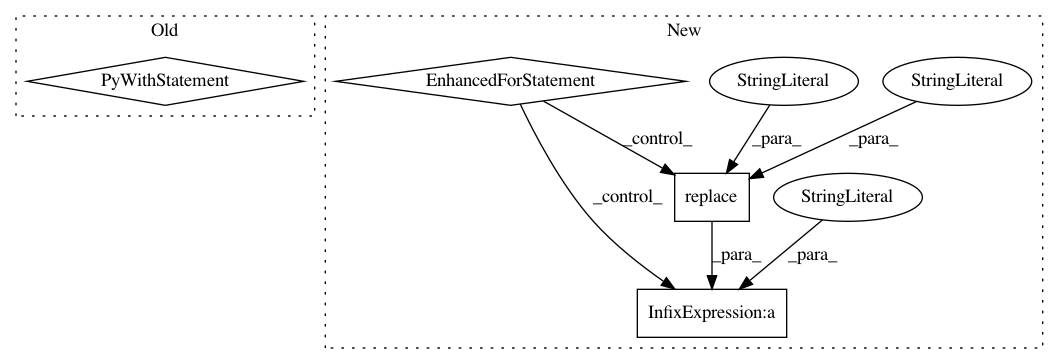 Old
New
PyWithStatement
EnhancedForStatement
StringLiteral
StringLiteral
_control_
_para_
_para_
replace
StringLiteral
_control_
_para_
_para_
InfixExpression:a